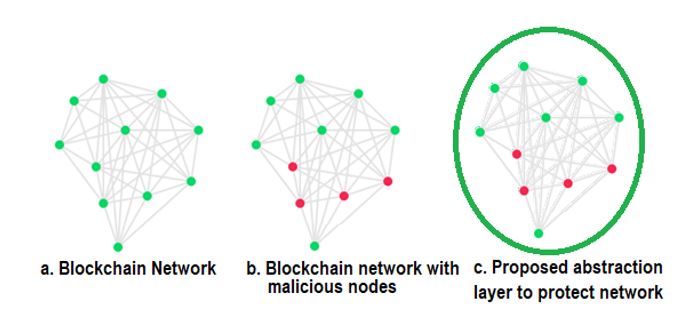 a. Blockchain Network
b. Blockchain network with
malicious nodes
c. Proposed abstraction
layer to protect network